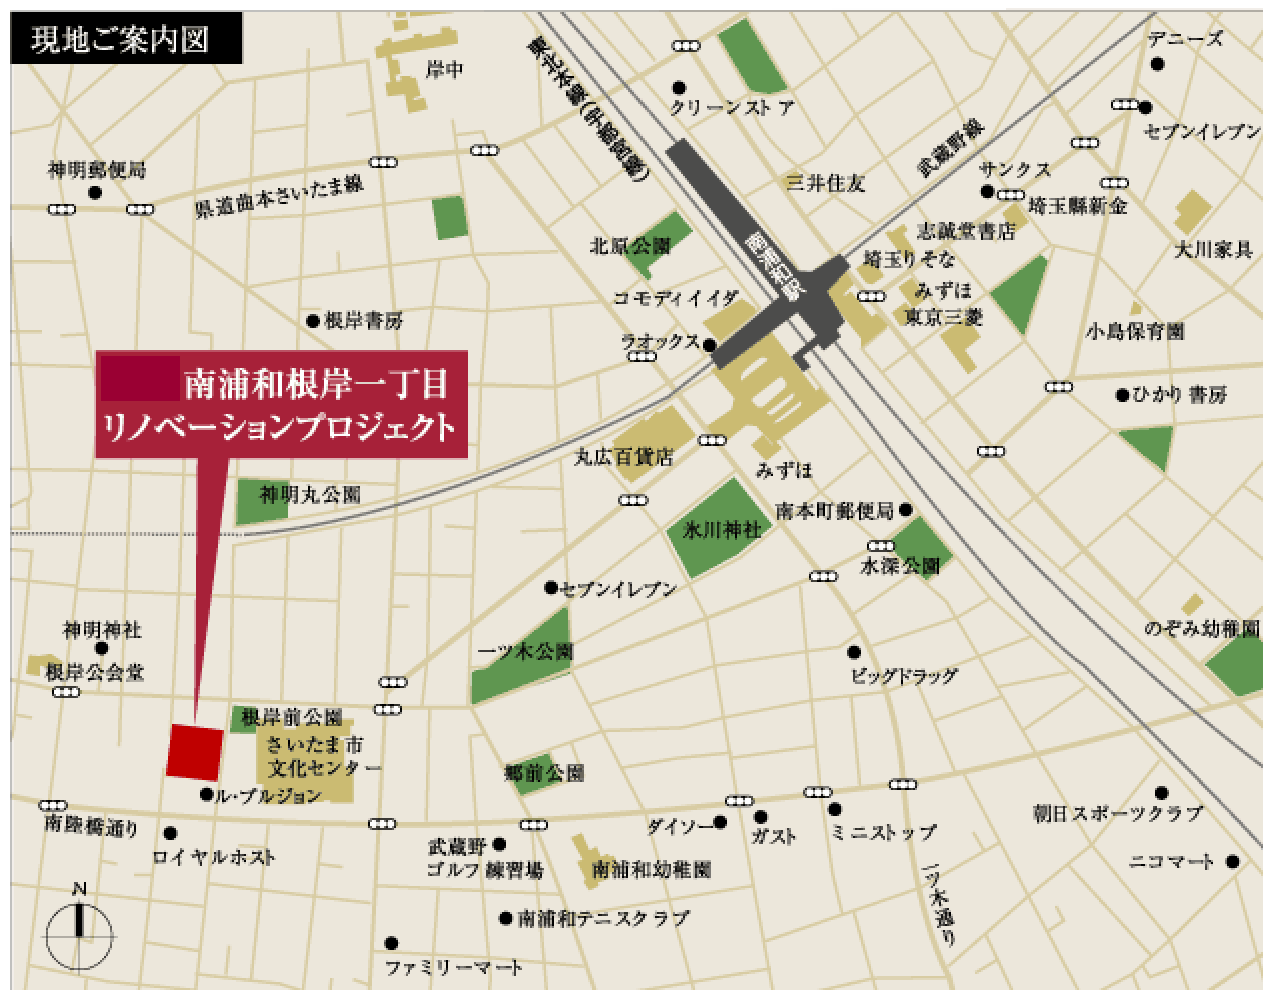 現地ご案内図
岸中
東北本線(宇都宮線)
クリーンストア
デニーズ
セブンイレブン
武蔵野線
サンクス
三井住友
埼玉縣新金
神明郵便局
県道曲本さいたま線
北原公園
南浦和駅
志誠堂書店
大川家具
埼玉りそな
コモディイイダ
みずほ
東京三菱
根岸書房
ラオックス
小島保育園
南浦和根岸一丁目
リノベーションプロジェクト
ひかり書房
丸広百貨店
みずほ
神明丸公園
氷川神社
南本町郵便局
水深公園
セブンイレブン
神明神社
一ツ木公園
のぞみ幼稚園
根岸公会堂
ビッグドラッグ
根岸前公園
さいたま市
文化センター
郷前公園
ル・ブルジョン
南陸橋通り
ロイヤルホスト
武蔵野
ゴルフ練習場
ダイソー
ガスト
ミニストップ
朝日スポーツクラブ
ニコマート
南浦和幼稚園
一ツ木通り
N
南浦和テニスクラブ
ファミリーマート